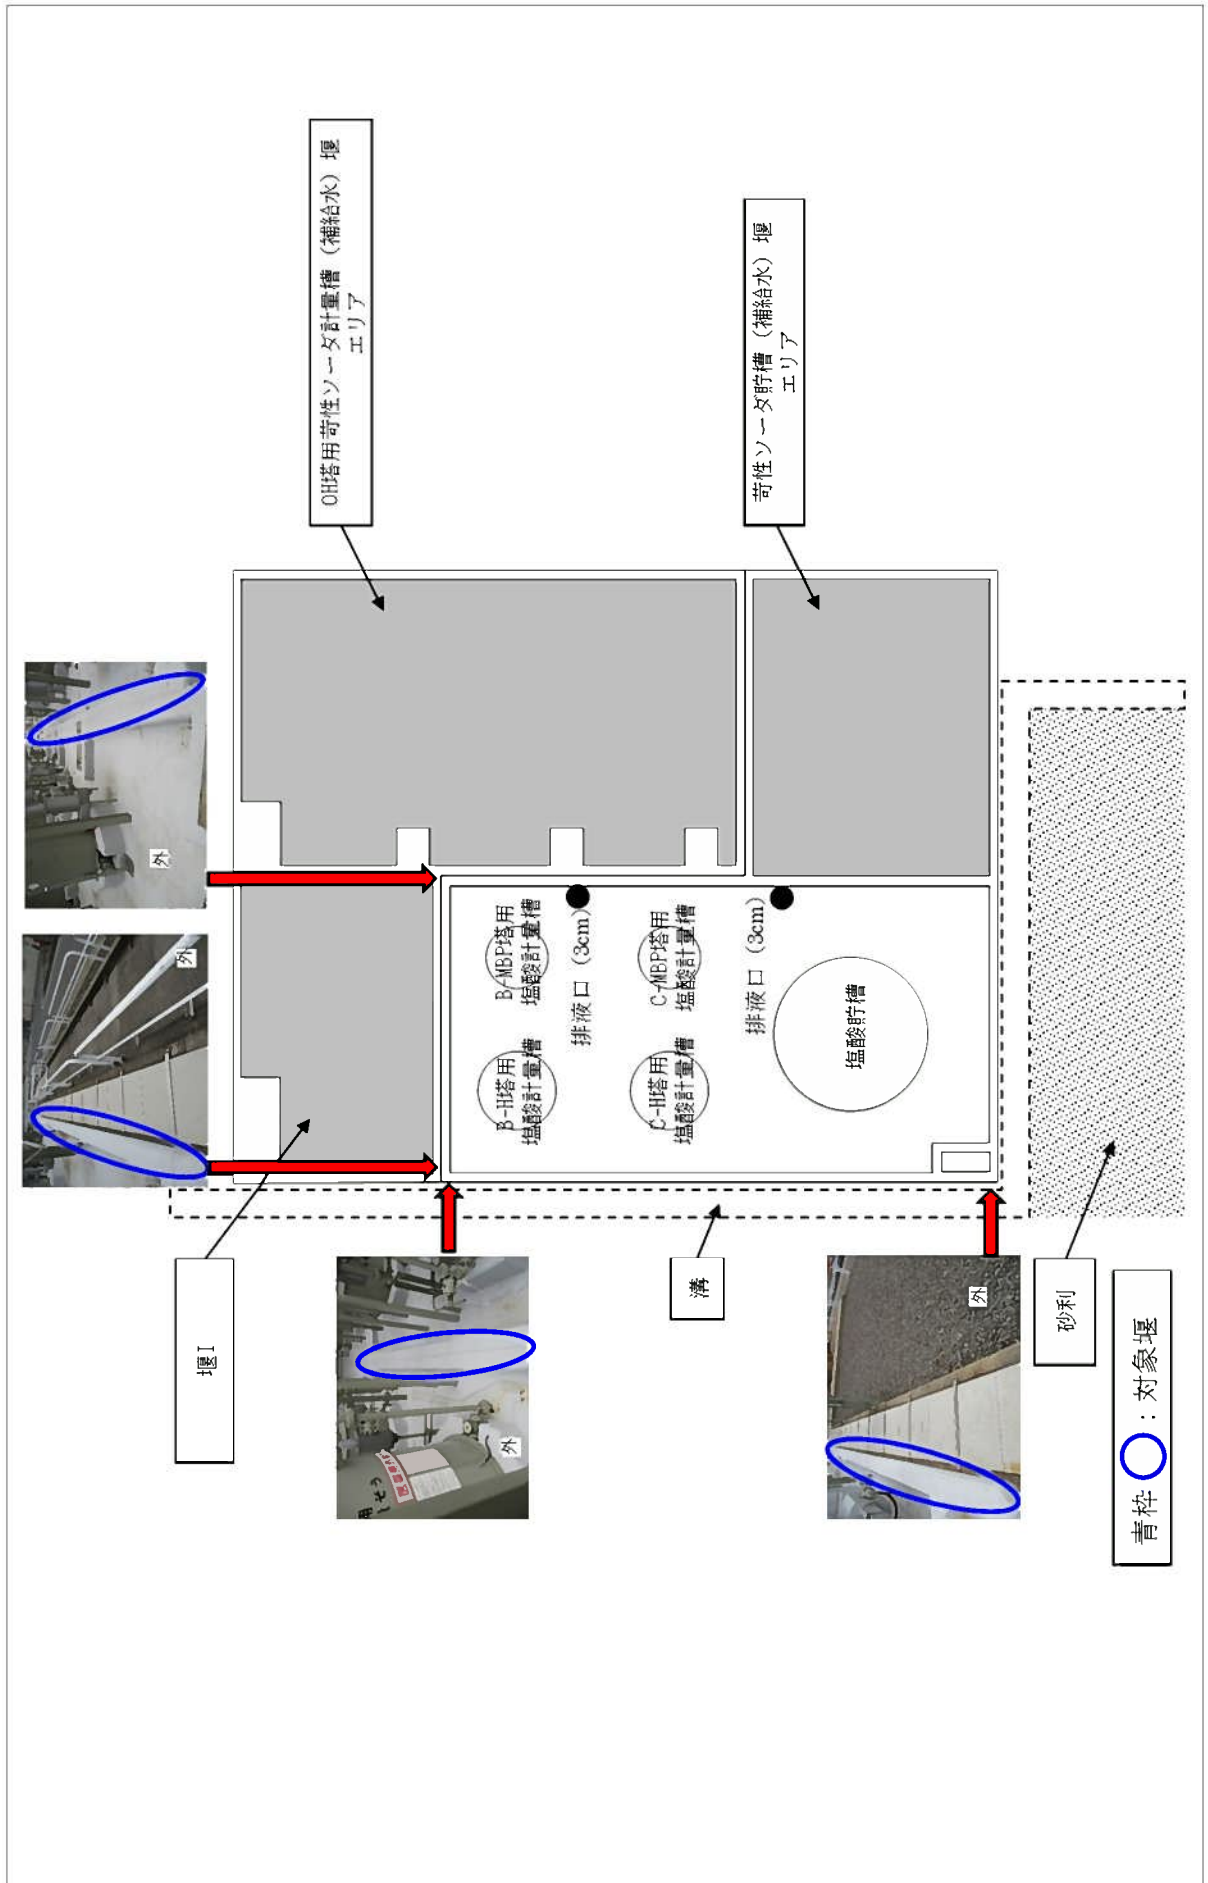 外
外
堰I
OH塔用苛性ソーダ計量槽（補給水）堰
エリア
外
B-H塔用
塩酸計量槽
B-MBP塔用
塩酸計量槽
排液口（3cm）
C-H塔用
塩酸計量槽
C-MBP塔用
塩酸計量槽
溝
排液口（3cm）
苛性ソーダ貯槽（補給水）堰
エリア
塩酸貯槽
外
砂利
青枠 ：対象堰